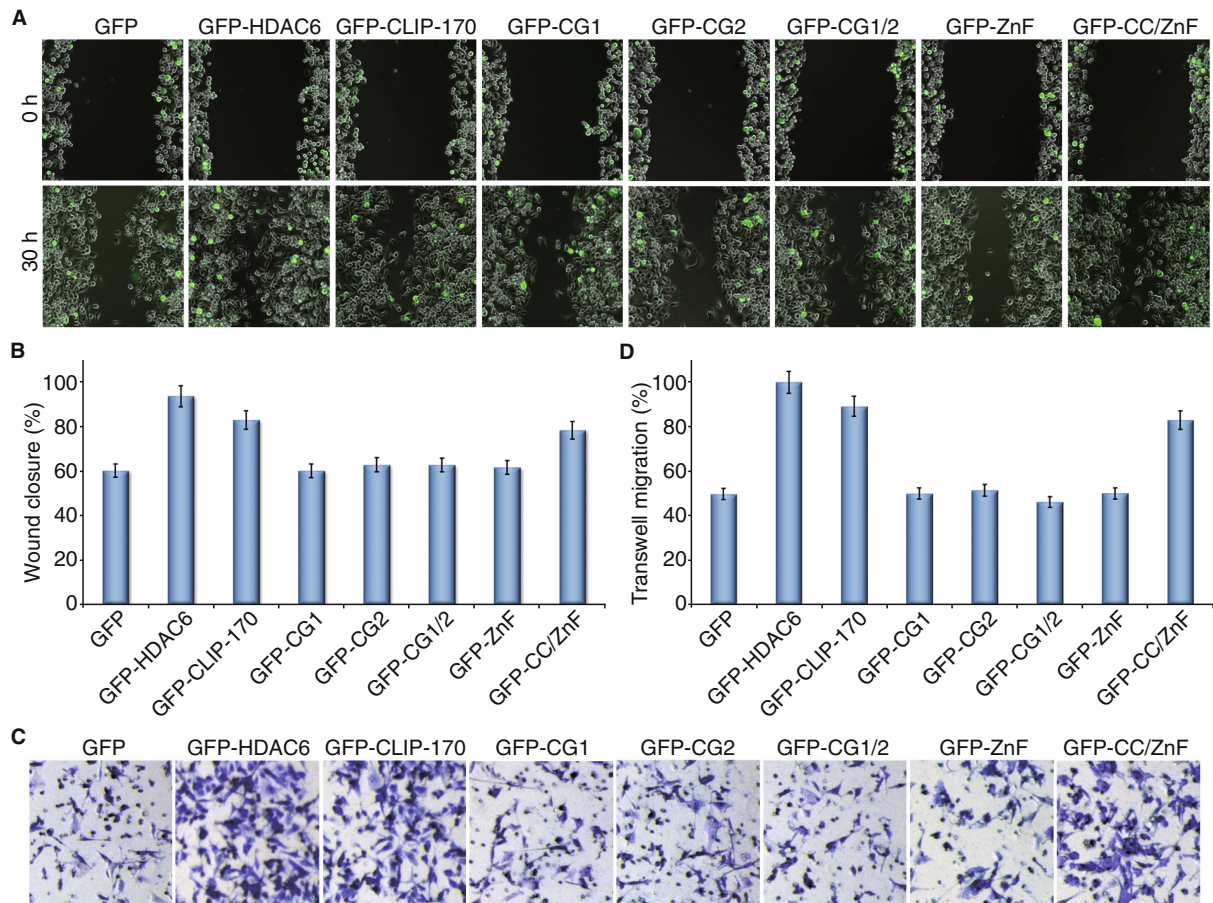 A
GFP GFP-HDAC6 GFP-CLIP-170 GFP-CG1 GFP-CG2 GFP-CG1/2 GFP-ZnF GFP-CC/ZnF
0 h
30 h
B
Wound closure (%)
100
80
60
40
20
0
GFP
GFP-HDAC6
GFP-CLIP-170
GFP-CG1
GFP-CG2
GFP-CG1/2
GFP-ZnF
GFP-CC/ZnF
D
Transwell migration (%)
100
80
60
40
20
0
GFP
GFP-HDAC6
GFP-CLIP-170
GFP-CG1
GFP-CG2
GFP-CG1/2
GFP-ZnF
GFP-CC/ZnF
C
GFP GFP-HDAC6 GFP-CLIP-170 GFP-CG1 GFP-CG2 GFP-CG1/2 GFP-ZnF GFP-CC/ZnF